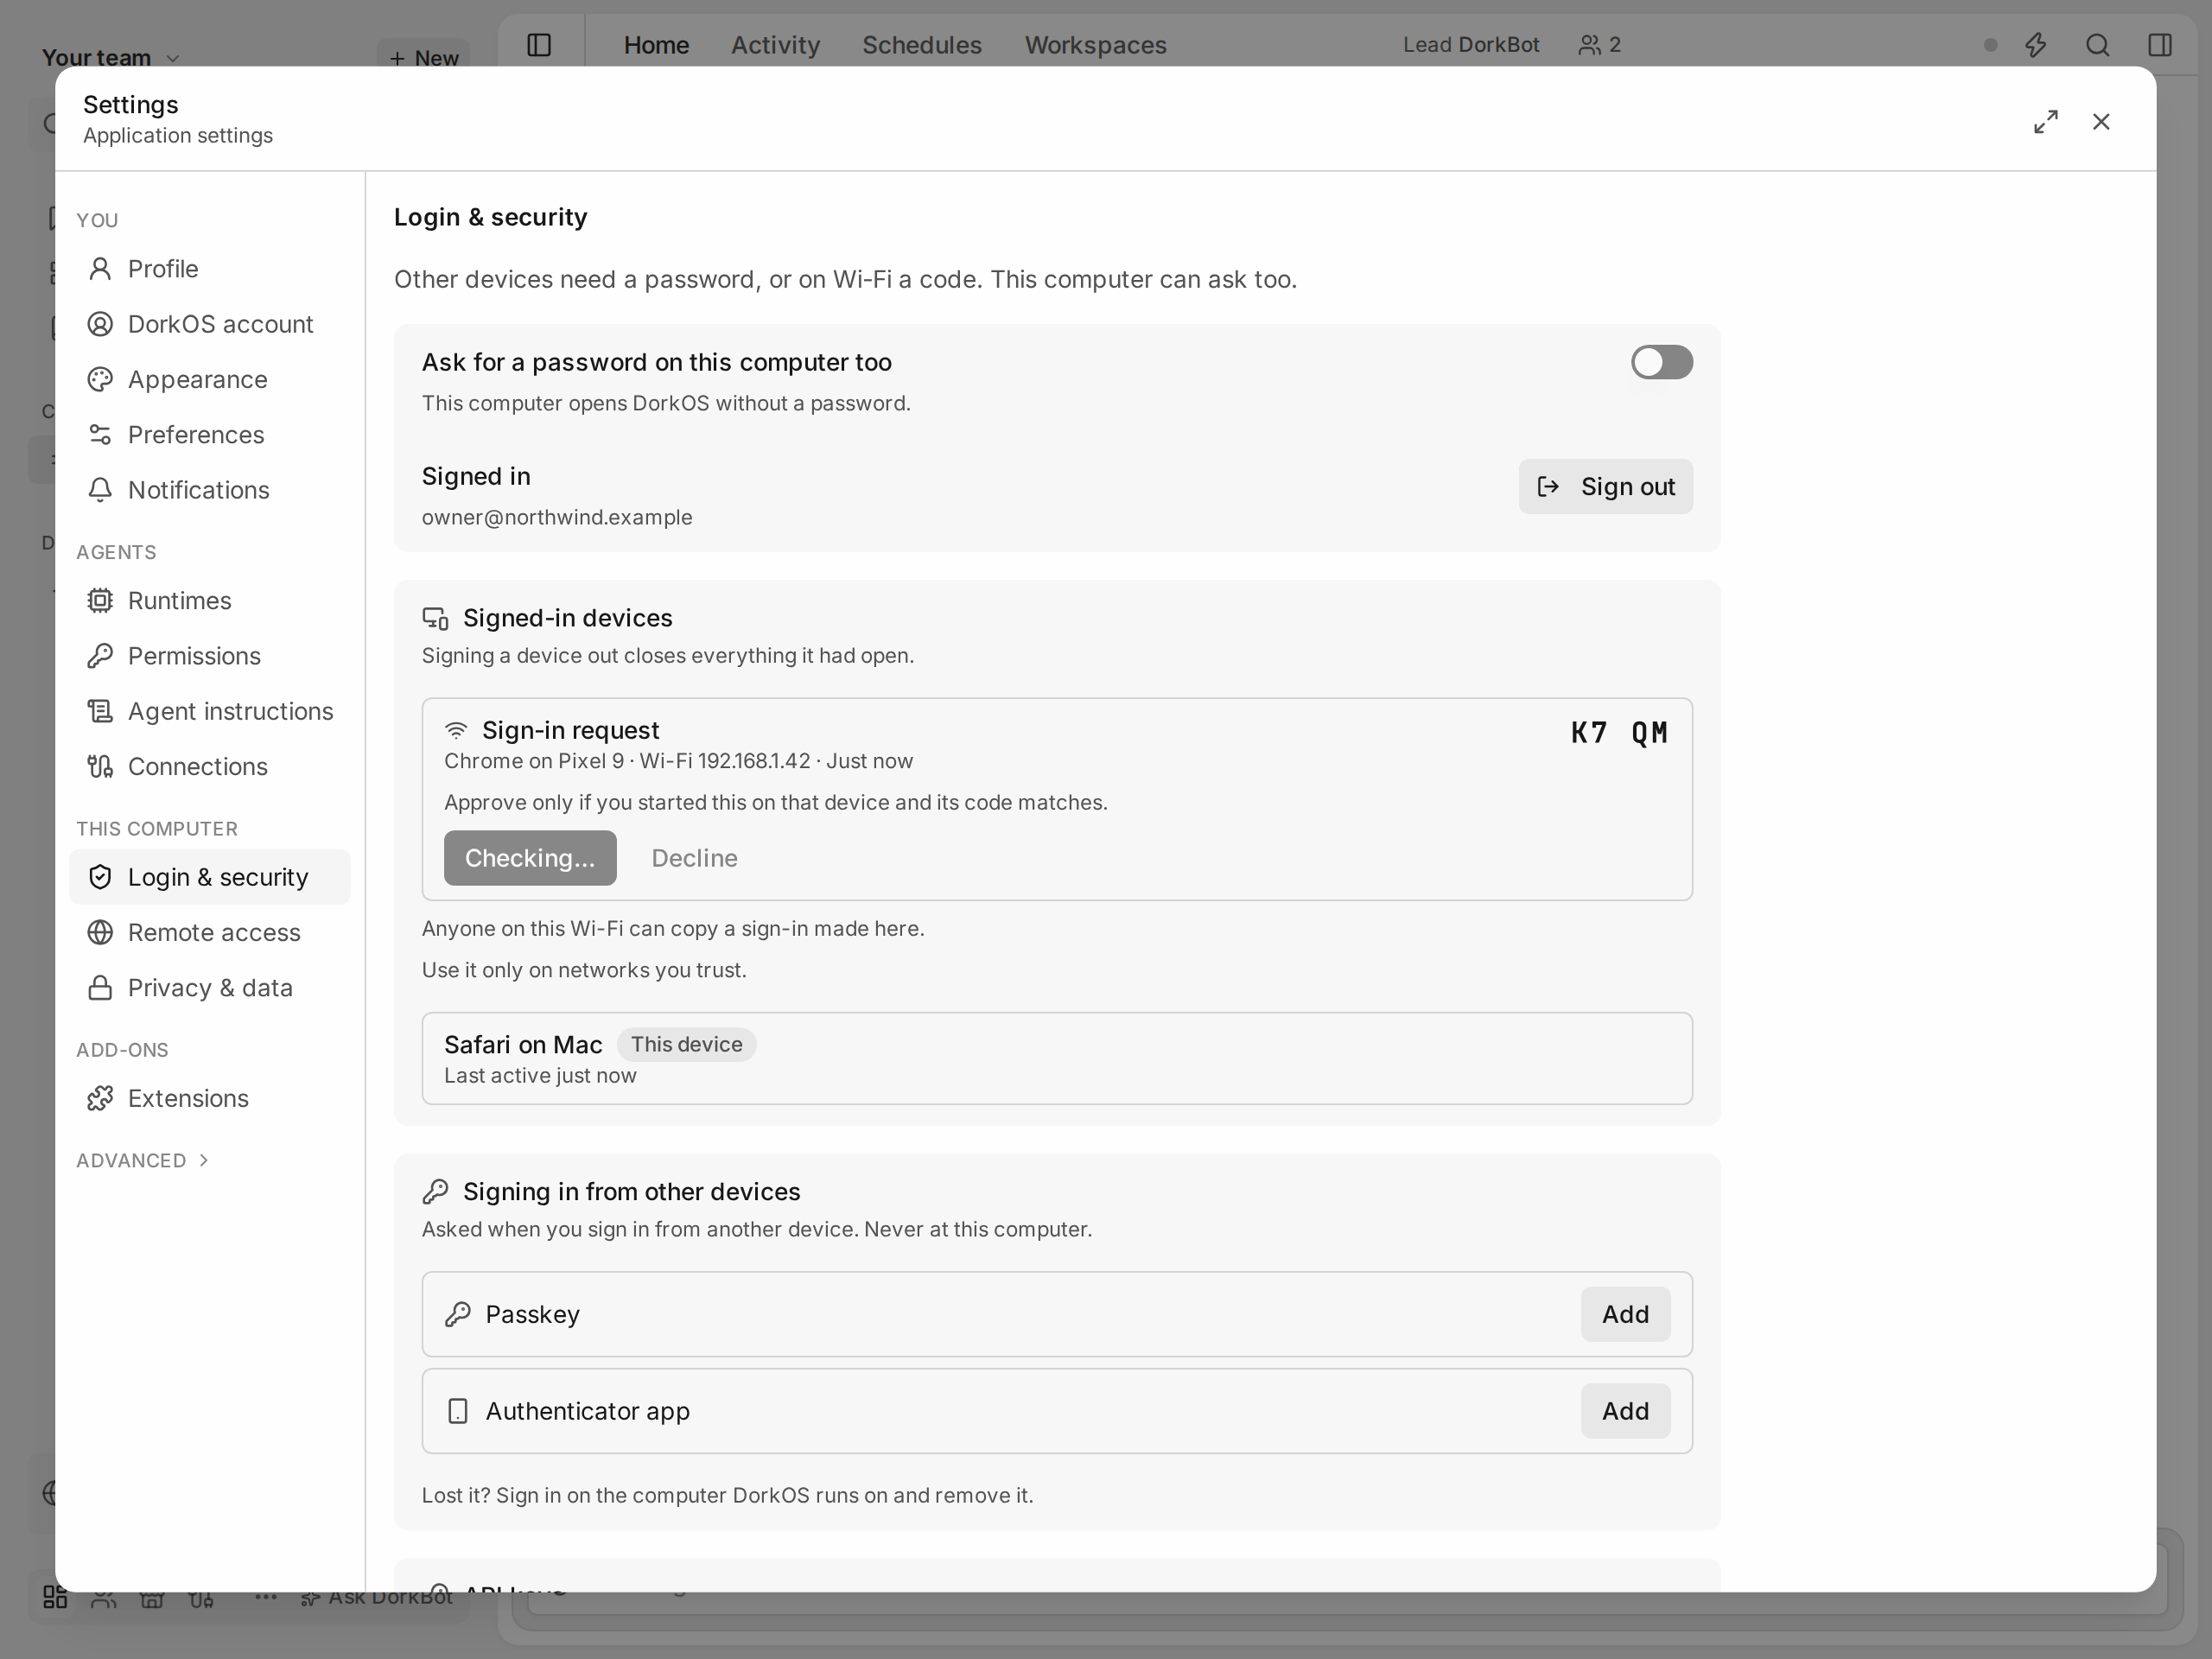 Your team
New
Home
Activity
Schedules
Workspaces
Lead DorkBot
2
Settings
Application settings
YOU
Profile
DorkOS account
Appearance
Preferences
Notifications
AGENTS
Runtimes
Permissions
Agent instructions
Connections
THIS COMPUTER
Login & security
Remote access
Privacy & data
ADD-ONS
Extensions
ADVANCED
Login & security
Other devices need a password, or on Wi-Fi a code. This computer can ask too.
Ask for a password on this computer too
This computer opens DorkOS without a password.
Signed in
owner@northwind.example
Sign out
Signed-in devices
Signing a device out closes everything it had open.
Sign-in request
K7 QM
Chrome on Pixel 9 · Wi-Fi 192.168.1.42 · Just now
Approve only if you started this on that device and its code matches.
Checking...
Decline
Anyone on this Wi-Fi can copy a sign-in made here.
Use it only on networks you trust.
Safari on Mac
This device
Last active just now
Signing in from other devices
Asked when you sign in from another device. Never at this computer.
Passkey
Add
Authenticator app
Add
Lost it? Sign in on the computer DorkOS runs on and remove it.
API keys
Ask DorkBot